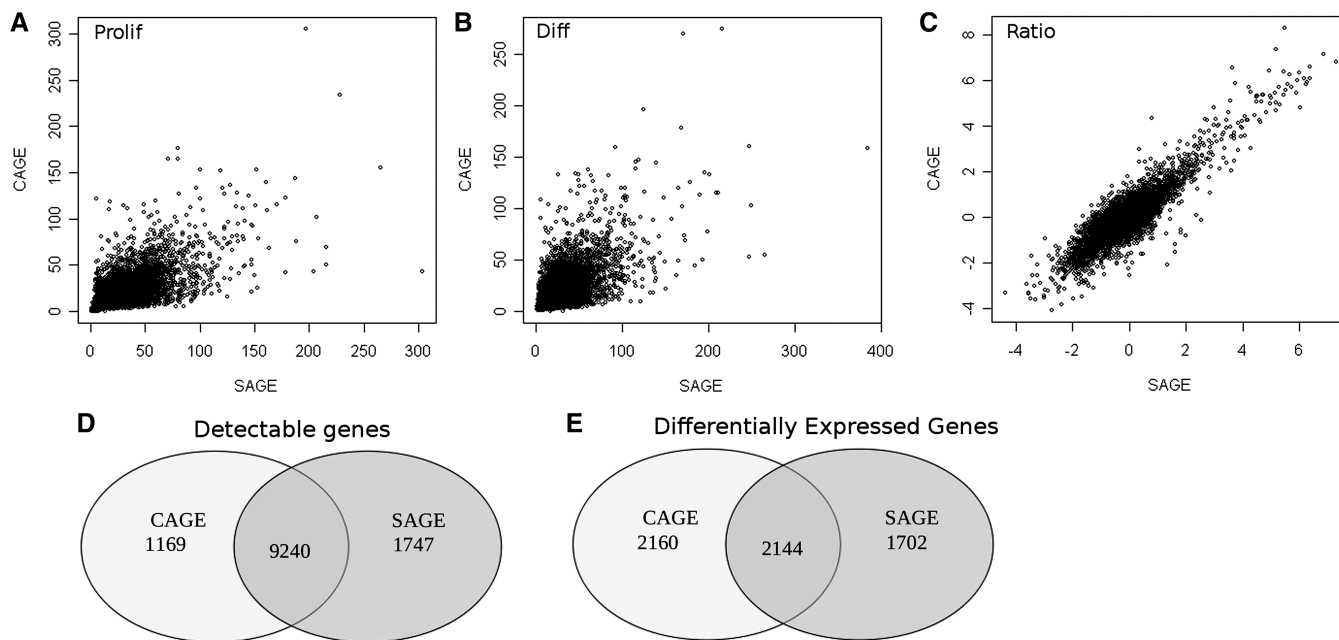 A
Prolif
CAGE
300
250
200
150
100
50
0
0 50 100 150 200 250 300
SAGE
B
Diff
CAGE
250
200
150
100
50
0
0 100 200 300 400
SAGE
C
Ratio
CAGE
8
6
4
2
0
-2
-4
-4 -2 0 2 4 6
SAGE
D
Detectable genes
CAGE
1169
9240
SAGE
1747
E
Differentially Expressed Genes
CAGE
2160
2144
SAGE
1702